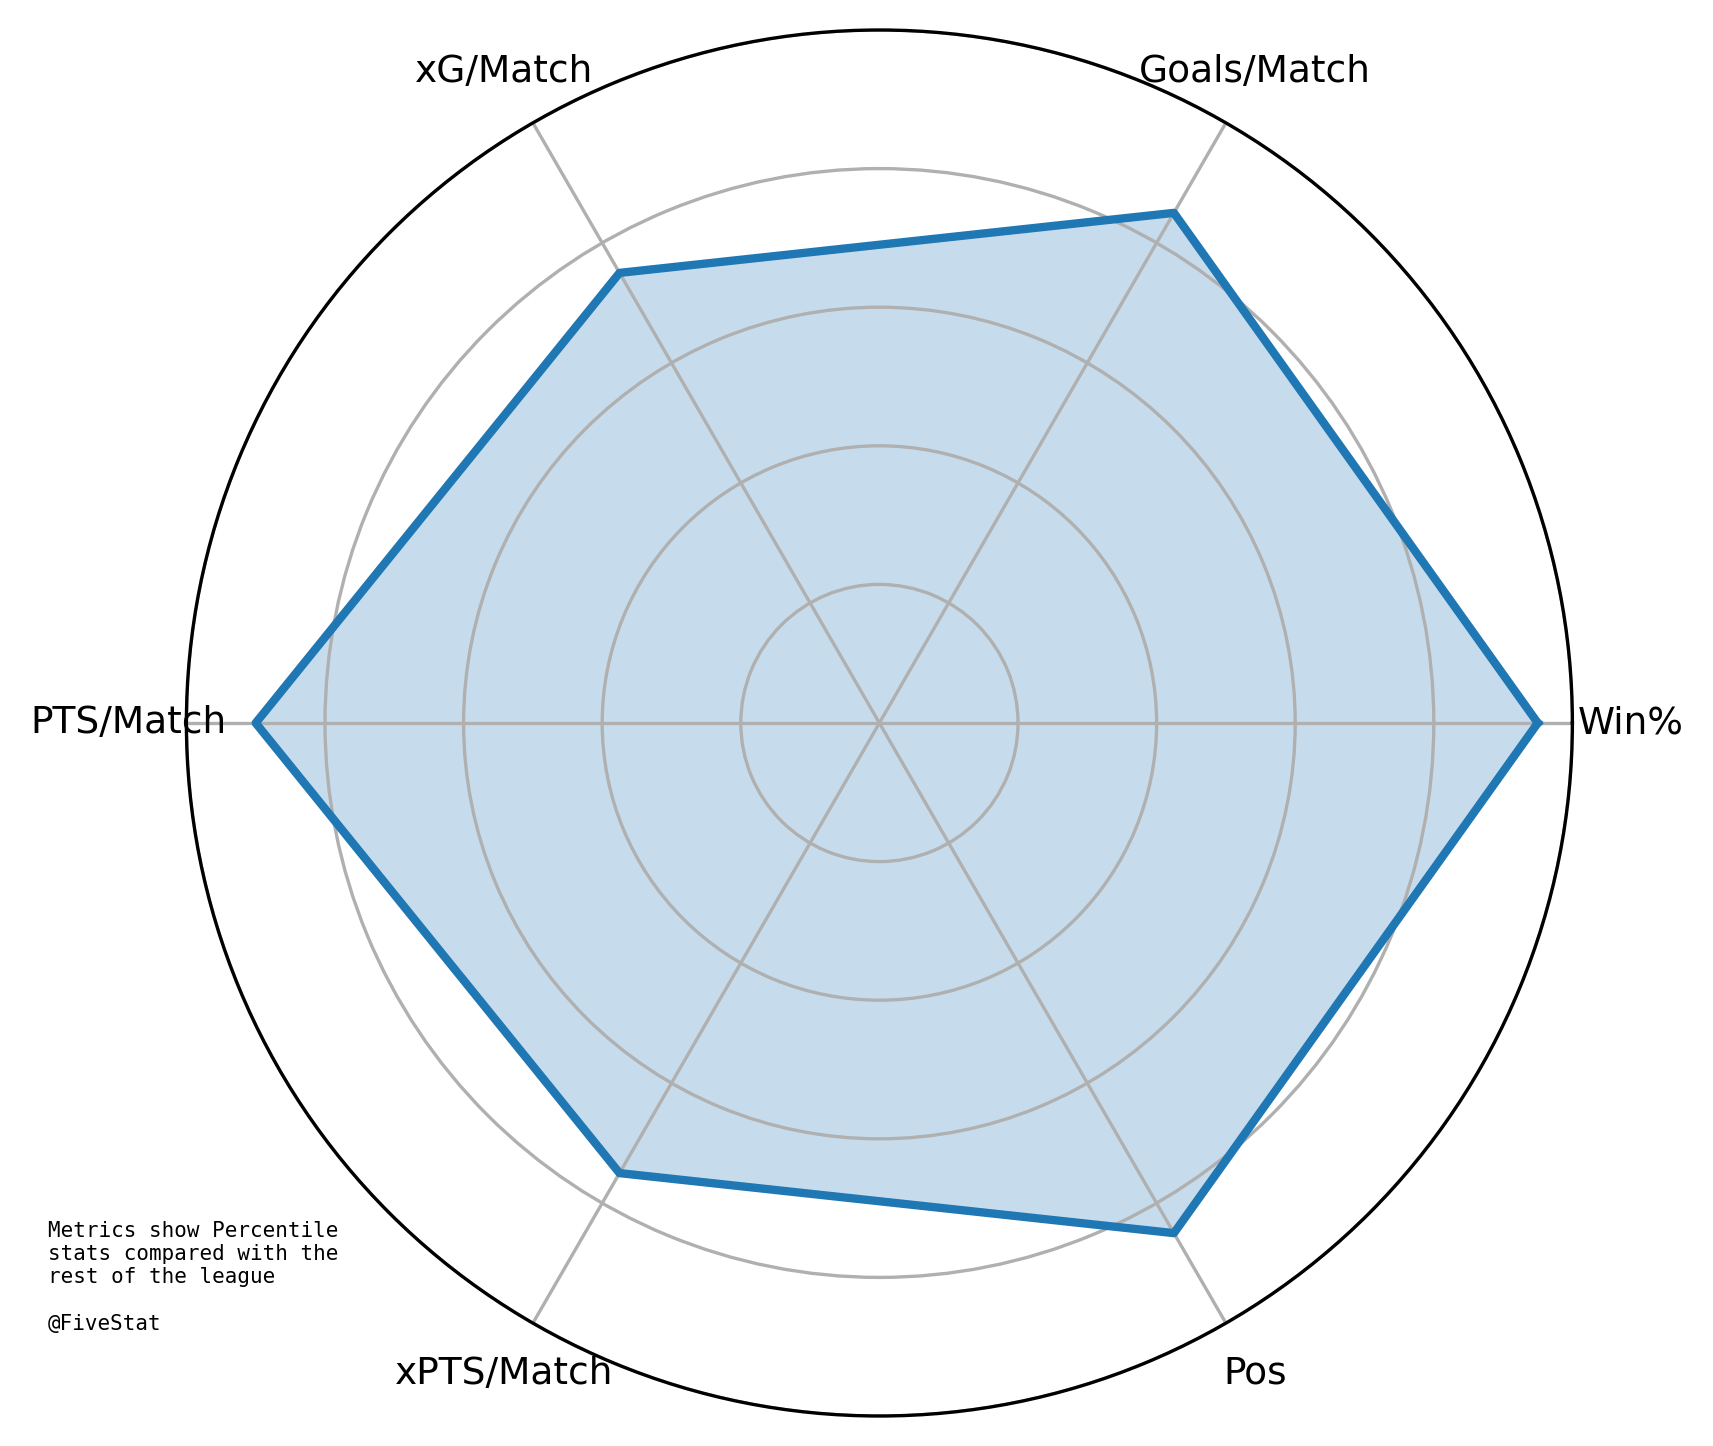 xG/Match
Goals/Match
PTS/Match
Win%
Metrics show Percentile
stats compared with the
rest of the league
@FiveStat
xPTS/Match
Pos